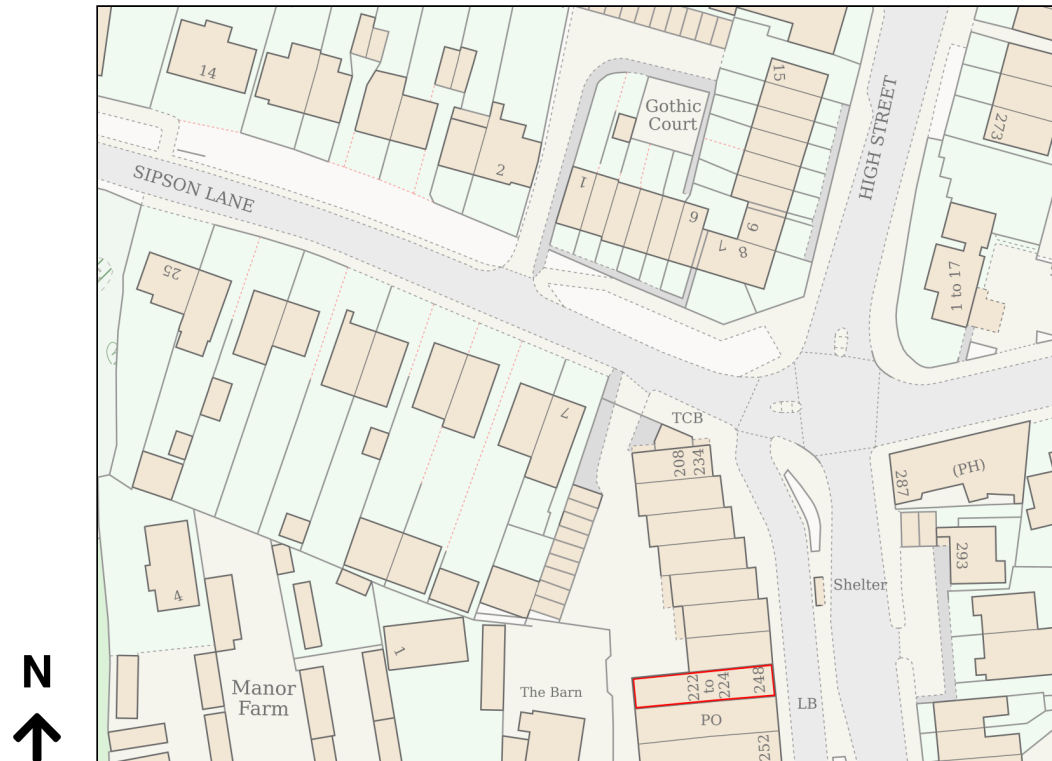 14
15
Gothic
Court
HIGH STREET
273
2
SIPSON LANE
1
9
9
7
8
25
1 to 17
7
TCB
208
234
287
(PH)
293
4
Shelter
1
Manor
Farm
The Barn
222
to
224
248
LB
PO
252
N